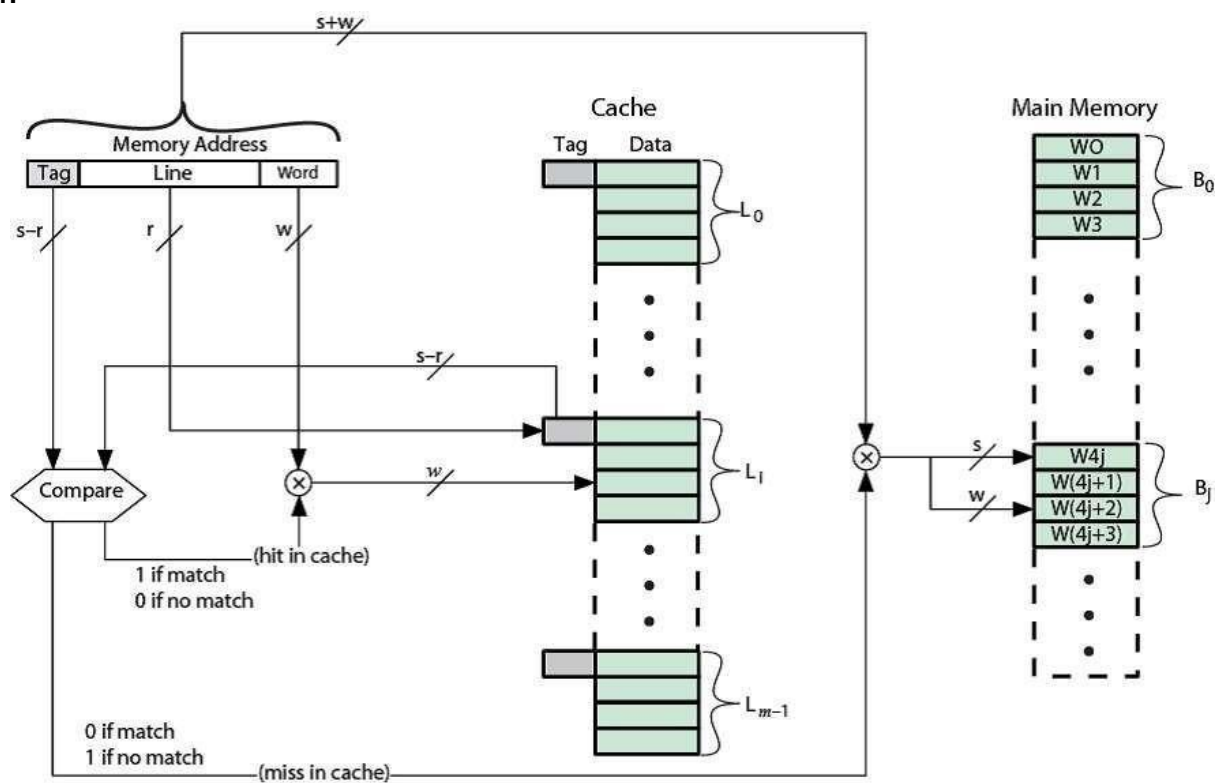 s+w
Cache
Main Memory
Memory Address
Tag Data
Tag Line Word
WO
W1
W2
W3
B0
L0
s–r r w
s–r
W4j
W(4j+1)
W(4j+2)
W(4j+3)
Bj
s
w
Li
w
Compare
(hit in cache)
1 if match
0 if no match
Lm–1
0 if match
1 if no match
(miss in cache)